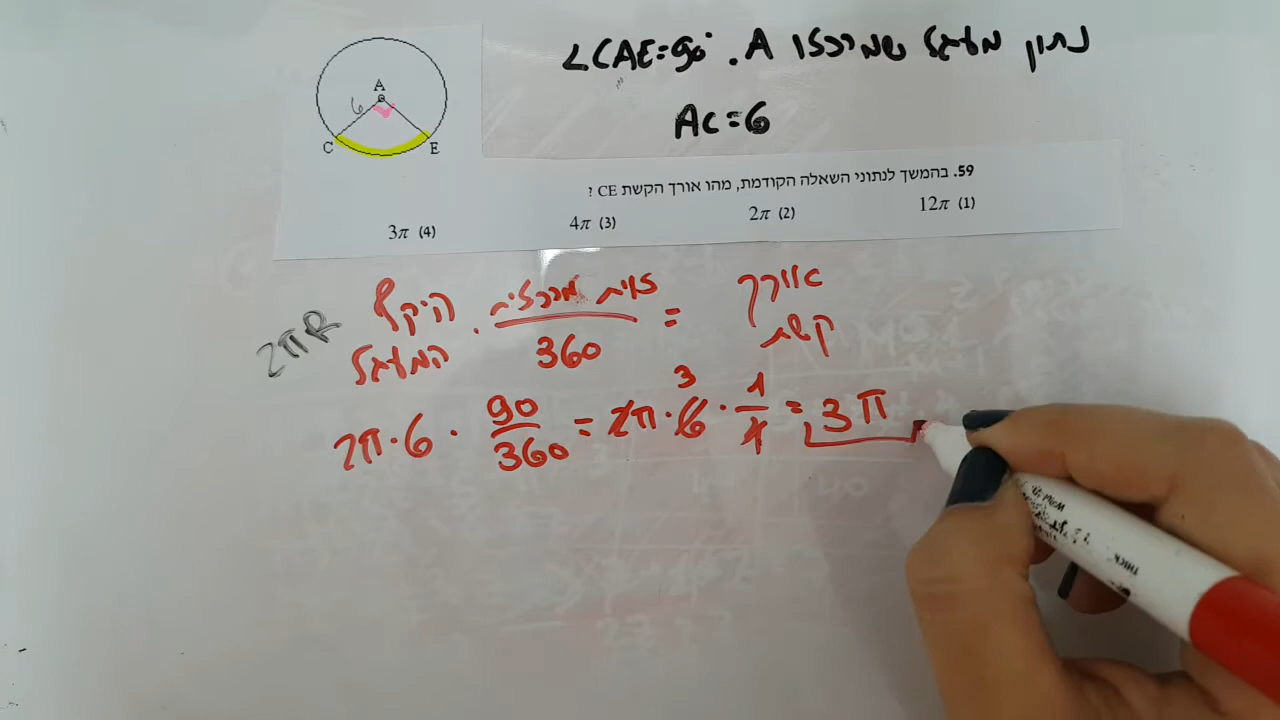 נתון מעגל שמרכזו A. ∠CAE=90°
AC=6
A
6
C
E
59. בהמשך לנתוני השאלה הקודמת, מהו אורך הקשת CE ?
(1) 12π (2) 2π (3) 4π (4) 3π
אורך קשת = זוית מרכזית / 360 · היקף המעגל
2πR
2π·6 · 90/360 = 2π·6 · 1/4 = 3π
3